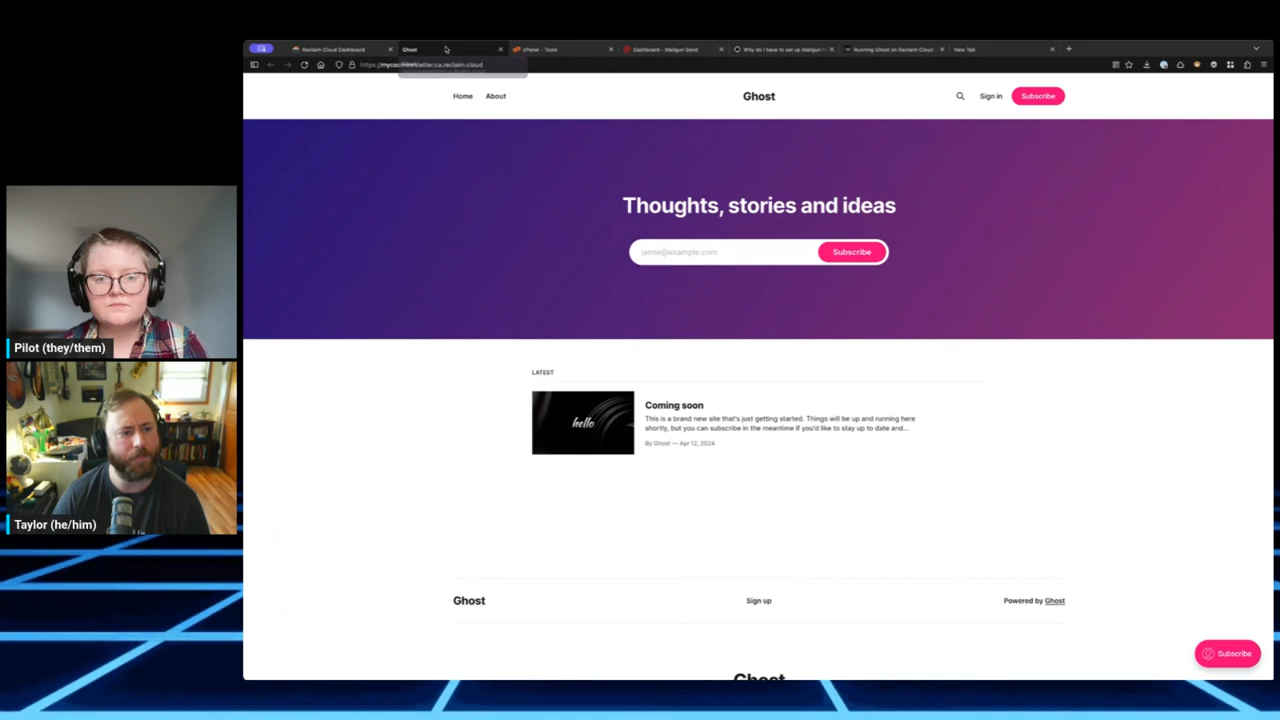 Reclaim Cloud Dashboard
Ghost
cPanel - Tools
Dashboard - Mailgun Send
Why do I have to set up Mailgun
Running Ghost on Reclaim Cloud
New Tab
Home
About
Ghost
Sign in
Subscribe
Thoughts, stories and ideas
jamie@example.com
Subscribe
LATEST
hello
Coming soon
This is a brand new site that's just getting started. Things will be up and running here
shortly, but you can subscribe in the meantime if you'd like to stay up to date and...
By Ghost — Apr 12, 2024
Pilot (they/them)
Taylor (he/him)
Ghost
Sign up
Powered by Ghost
Subscribe
Ghost